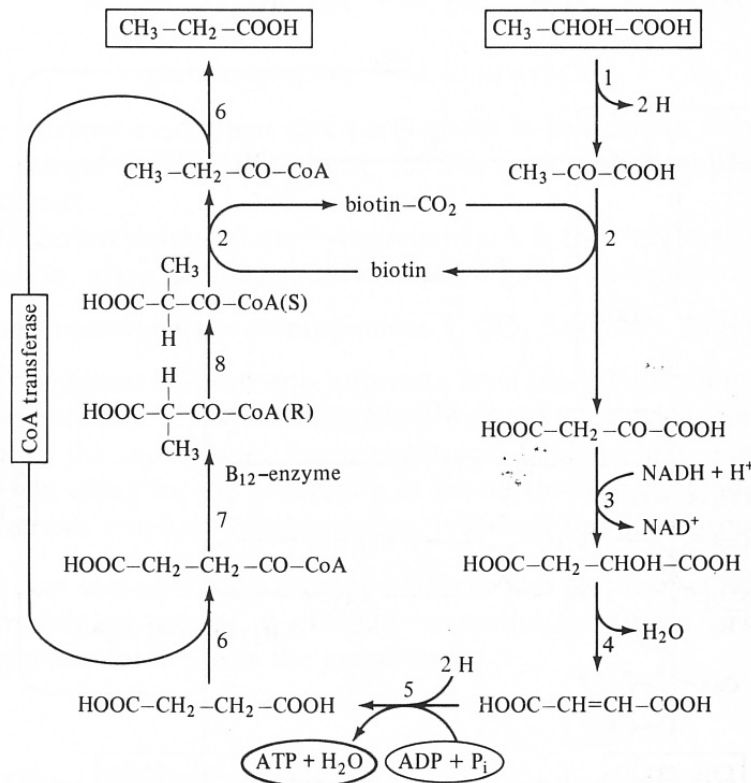 CH₃–CH₂–COOH
CH₃–CHOH–COOH
1
2 H
6
CH₃–CH₂–CO–CoA
CH₃–CO–COOH
biotin–CO₂
2
2
biotin
CH₃
HOOC–C–CO–CoA(S)
H
8
H
HOOC–C–CO–CoA(R)
CH₃
CoA transferase
B₁₂–enzyme
7
HOOC–CH₂–CO–COOH
NADH + H⁺
3
NAD⁺
HOOC–CH₂–CH₂–CO–CoA
HOOC–CH₂–CHOH–COOH
6
H₂O
4
2 H
5
HOOC–CH₂–CH₂–COOH
HOOC–CH=CH–COOH
ATP + H₂O
ADP + Pᵢ